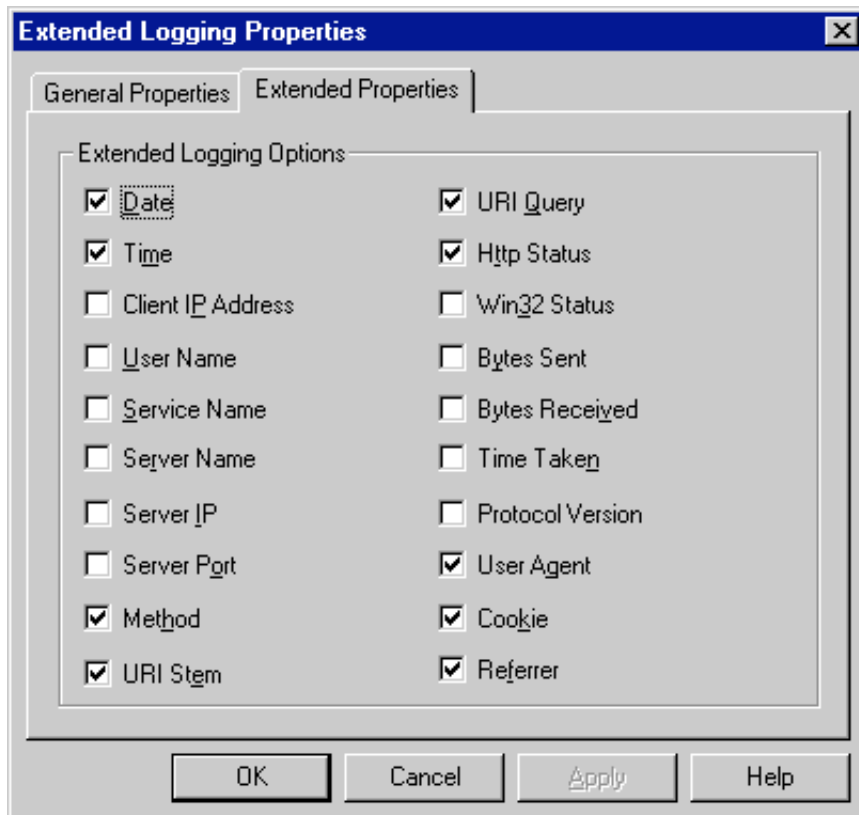 Extended Logging Properties
General Properties
Extended Properties
Extended Logging Options
Date
Time
Client IP Address
User Name
Service Name
Server Name
Server IP
Server Port
Method
URI Stem
URI Query
Http Status
Win32 Status
Bytes Sent
Bytes Received
Time Taken
Protocol Version
User Agent
Cookie
Referrer
OK
Cancel
Apply
Help